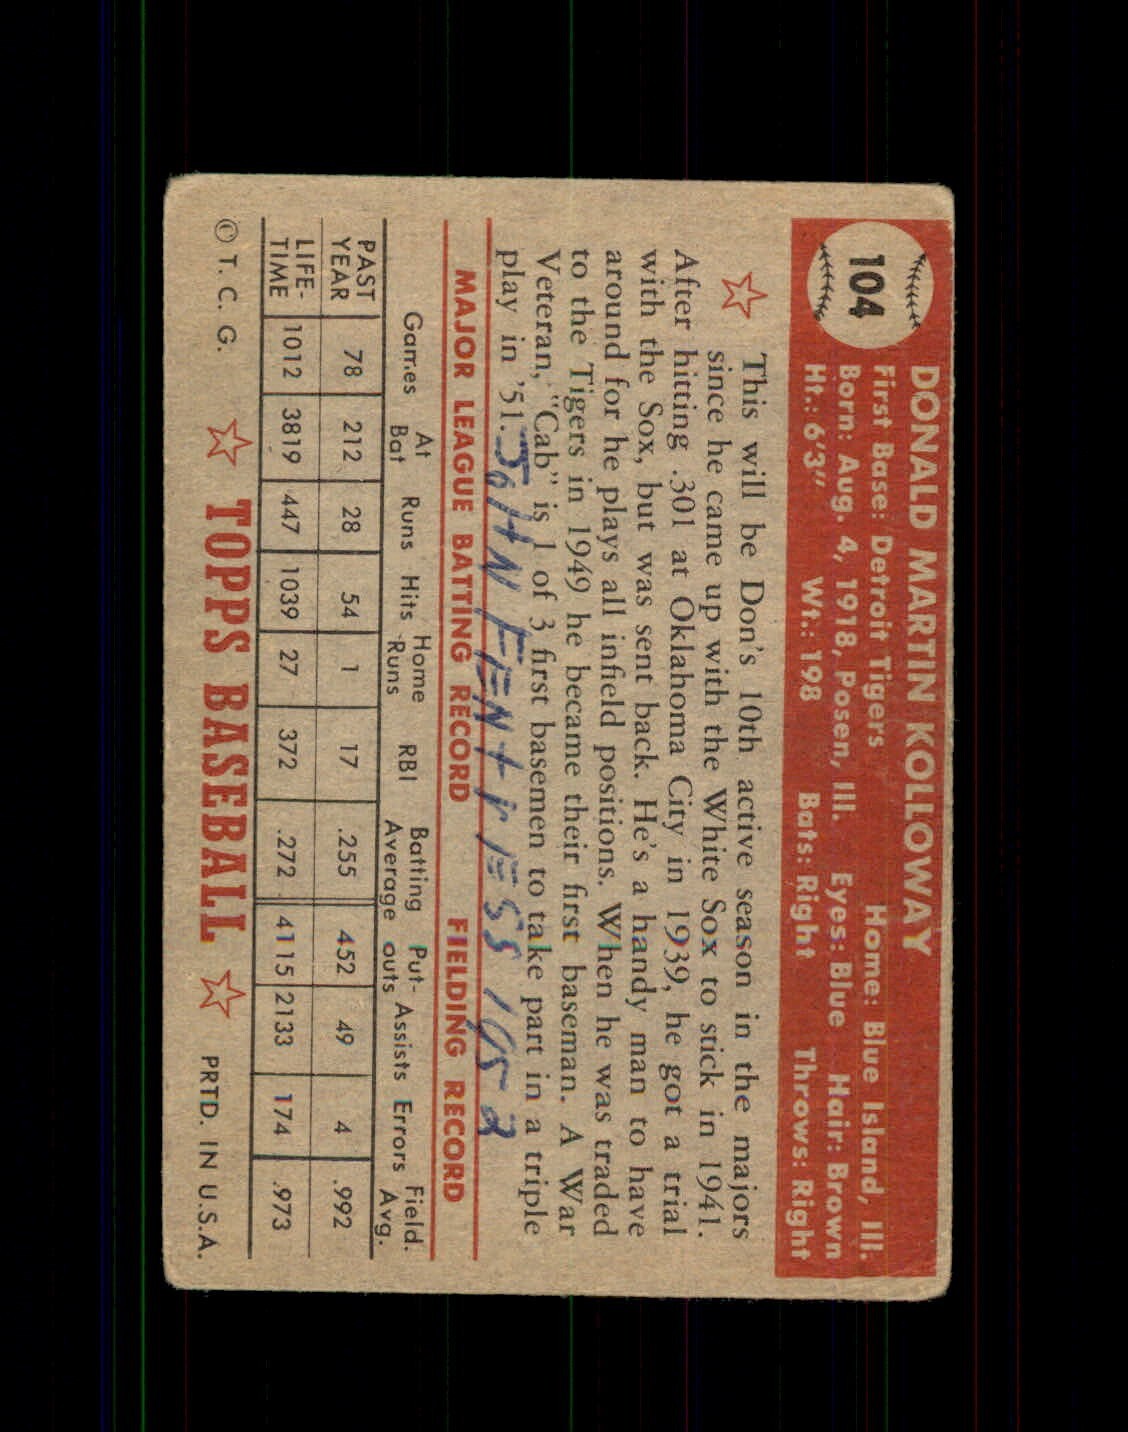 104
DONALD MARTIN KOLLOWAY
First Base: Detroit Tigers Home: Blue Island, Ill.
Born: Aug. 4, 1918, Posen, Ill. Eyes: Blue Hair: Brown
Ht.: 6'3" Wt.: 198 Bats: Right Throws: Right
This will be Don's 10th active season in the majors
since he came up with the White Sox to stick in 1941.
After hitting .301 at Oklahoma City in 1939, he got a trial
with the Sox, but was sent back. He's a handy man to have
around for he plays all infield positions. When he was traded
to the Tigers in 1949 he became their first baseman. A War
Veteran, "Cab" is 1 of 3 first basemen to take part in a triple
play in '51.
JoHN 1952
MAJOR LEAGUE BATTING RECORD FIELDING RECORD
Games At Bat Runs Hits Home Runs RBI Batting Average Put-outs Assists Errors Field. Avg.
PAST YEAR 78 212 28 54 1 17 .255 452 49 4 .992
LIFE-TIME 1012 3819 447 1039 27 372 .272 4115 2133 174 .973
© T. C. G. TOPPS BASEBALL PRTD. IN U.S.A.